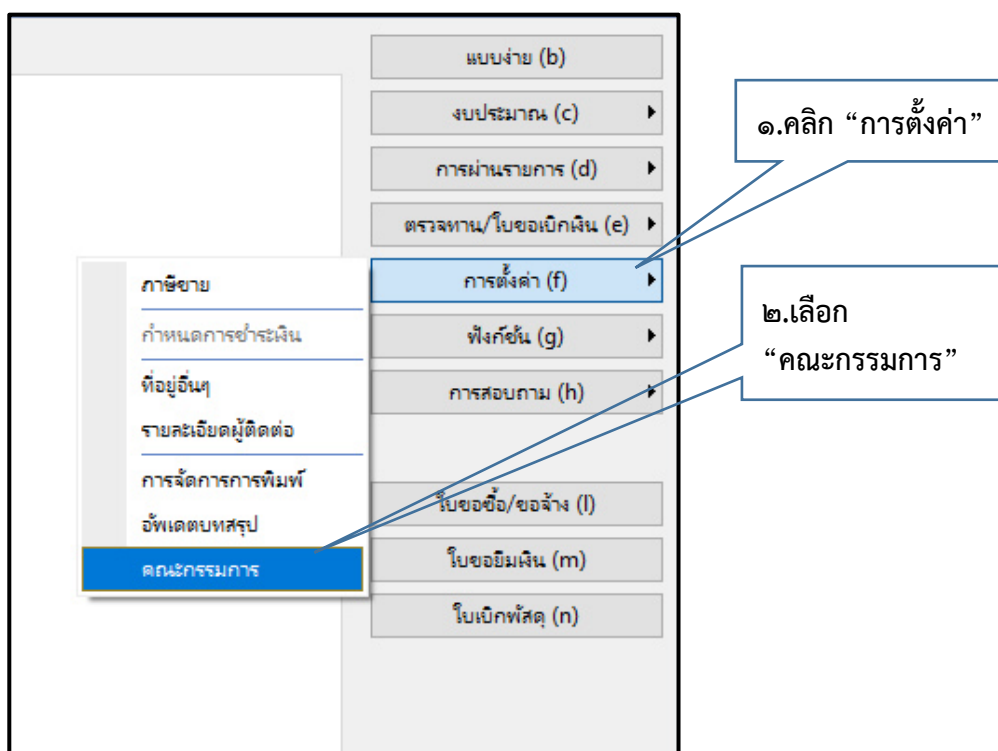 แบบง่าย (b)
งบประมาณ (c)
การผ่านรายการ (d)
ตรวจทาน/ใบขอเบิกเงิน (e)
การตั้งค่า (f)
ฟังก์ชั่น (g)
การสอบถาม (h)
ใบขอซื้อ/ขอจ้าง (l)
ใบขอยืมเงิน (m)
ใบเบิกพัสดุ (n)
ภาษีขาย
กำหนดการชำระเงิน
ที่อยู่อื่นๆ
รายละเอียดผู้ติดต่อ
การจัดการการพิมพ์
อัพเดตบทสรุป
คณะกรรมการ
๑.คลิก “การตั้งค่า”
๒.เลือก
“คณะกรรมการ”